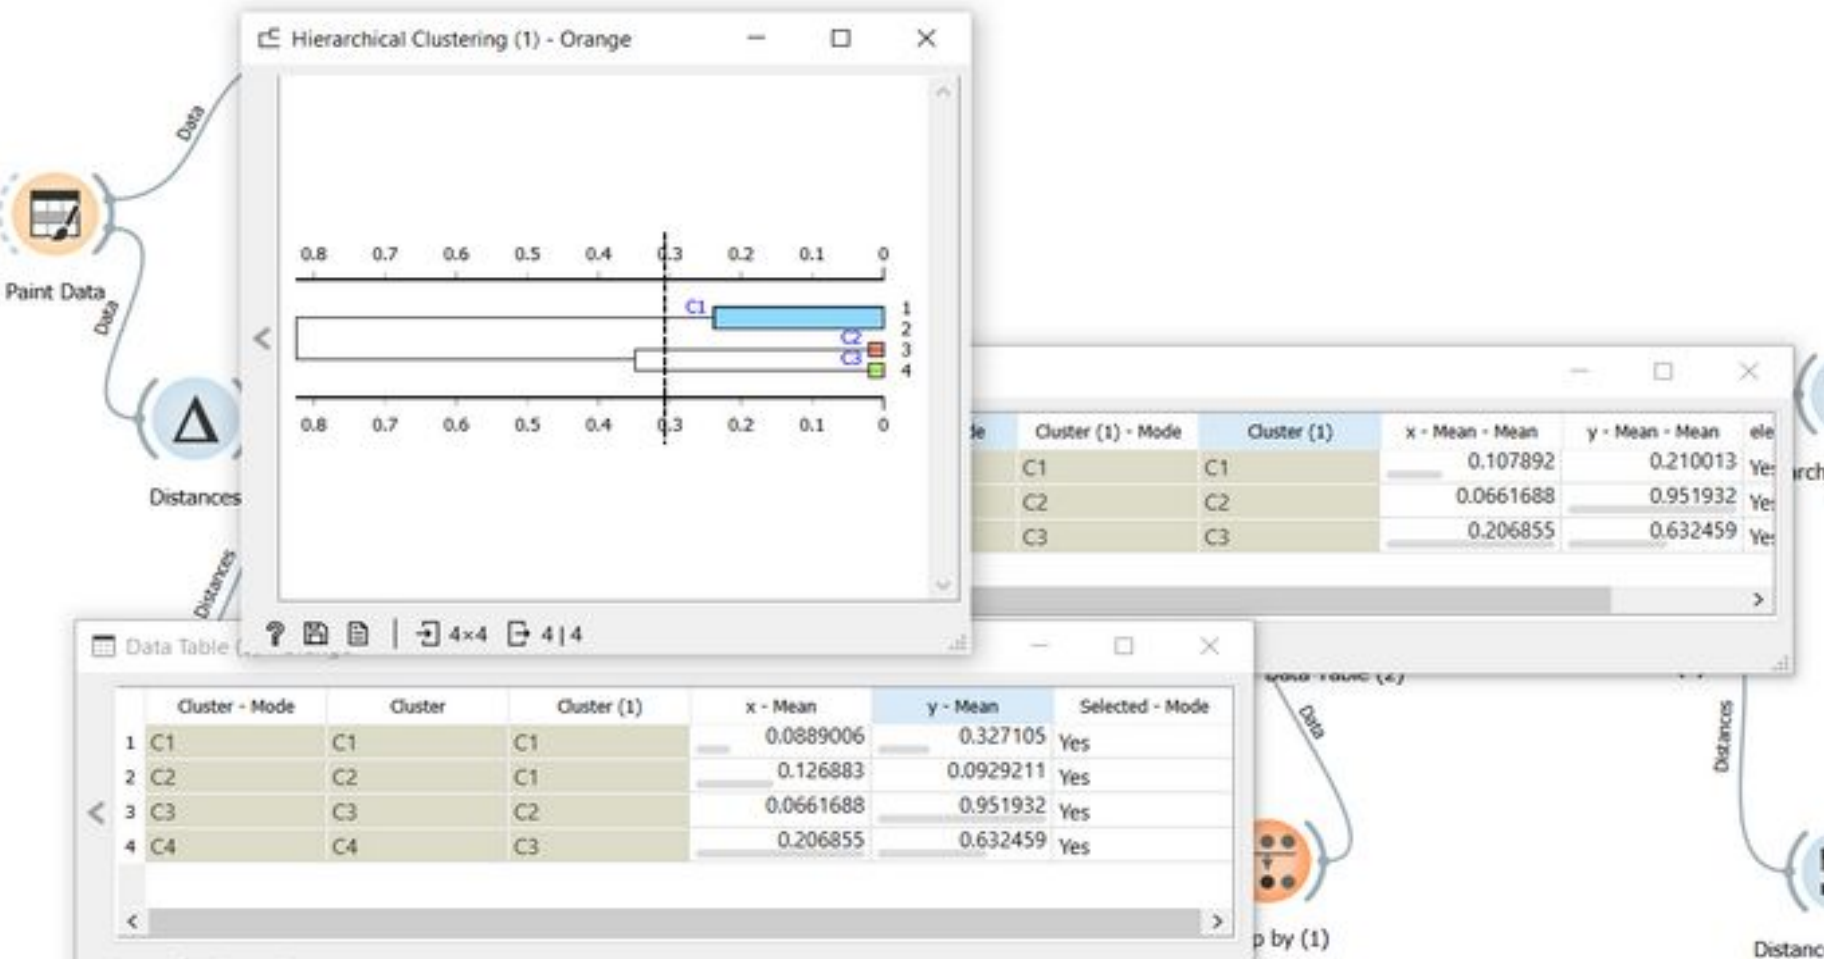 Hierarchical Clustering (1) - Orange
Data
Paint Data
Data
0.8 0.7 0.6 0.5 0.4 0.3 0.2 0.1 0
C1 1
2
C2 3
C3 4
0.8 0.7 0.6 0.5 0.4 0.3 0.2 0.1 0
Distances
Distances
4×4 4|4
Cluster (1) - Mode Cluster (1) x - Mean - Mean y - Mean - Mean
C1 C1 0.107892 0.210013
C2 C2 0.0661688 0.951932
C3 C3 0.206855 0.632459
Data Table
Data Table (2)
Cluster - Mode Cluster Cluster (1) x - Mean y - Mean Selected - Mode
1 C1 C1 C1 0.0889006 0.327105 Yes
2 C2 C2 C1 0.126883 0.0929211 Yes
3 C3 C3 C2 0.0661688 0.951932 Yes
4 C4 C4 C3 0.206855 0.632459 Yes
Data
Distances
by (1)